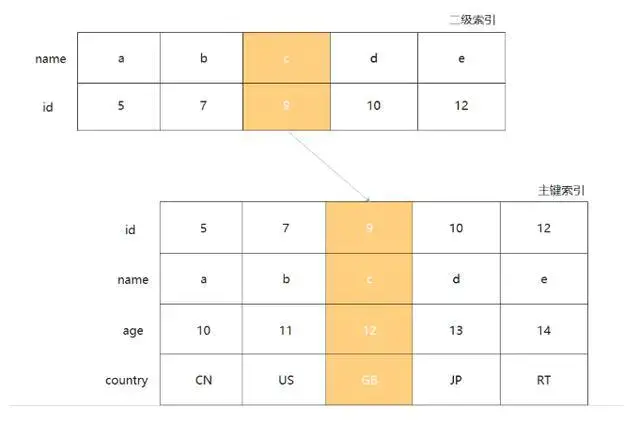 二级索引
name a b c d e
id 5 7 9 10 12
主键索引
id 5 7 9 10 12
name a b c d e
age 10 11 12 13 14
country CN US GB JP RT